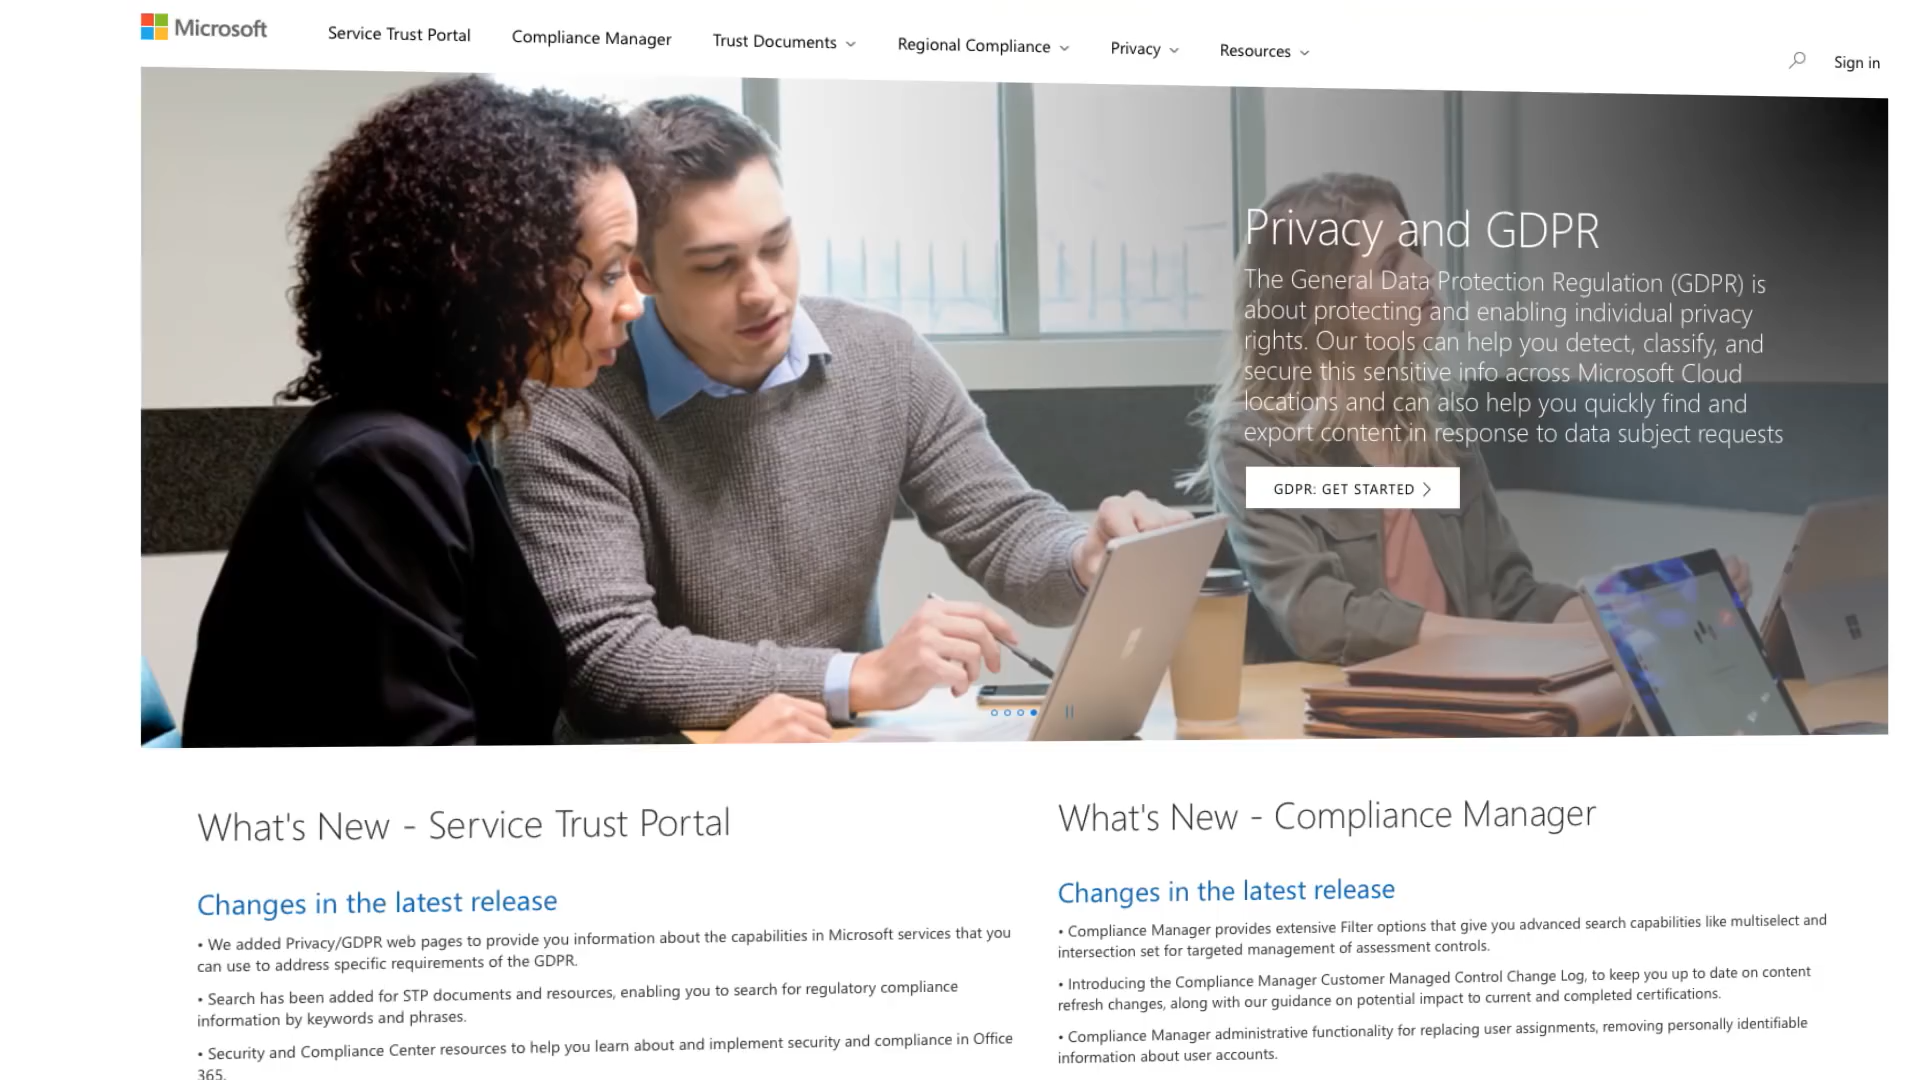 Microsoft
Service Trust Portal
Compliance Manager
Trust Documents
Regional Compliance
Privacy
Resources
Sign in
Privacy and GDPR
The General Data Protection Regulation (GDPR) is
about protecting and enabling individual privacy
rights. Our tools can help you detect, classify, and
secure this sensitive info across Microsoft Cloud
locations and can also help you quickly find and
export content in response to data subject requests
GDPR: GET STARTED
What's New - Service Trust Portal
Changes in the latest release
• We added Privacy/GDPR web pages to provide you information about the capabilities in Microsoft services that you
can use to address specific requirements of the GDPR.
• Search has been added for STP documents and resources, enabling you to search for regulatory compliance
information by keywords and phrases.
• Security and Compliance Center resources to help you learn about and implement security and compliance in Office
365.
What's New - Compliance Manager
Changes in the latest release
• Compliance Manager provides extensive Filter options that give you advanced search capabilities like multiselect and
intersection set for targeted management of assessment controls.
• Introducing the Compliance Manager Customer Managed Control Change Log, to keep you up to date on content
refresh changes, along with our guidance on potential impact to current and completed certifications.
• Compliance Manager administrative functionality for replacing user assignments, removing personally identifiable
information about user accounts.